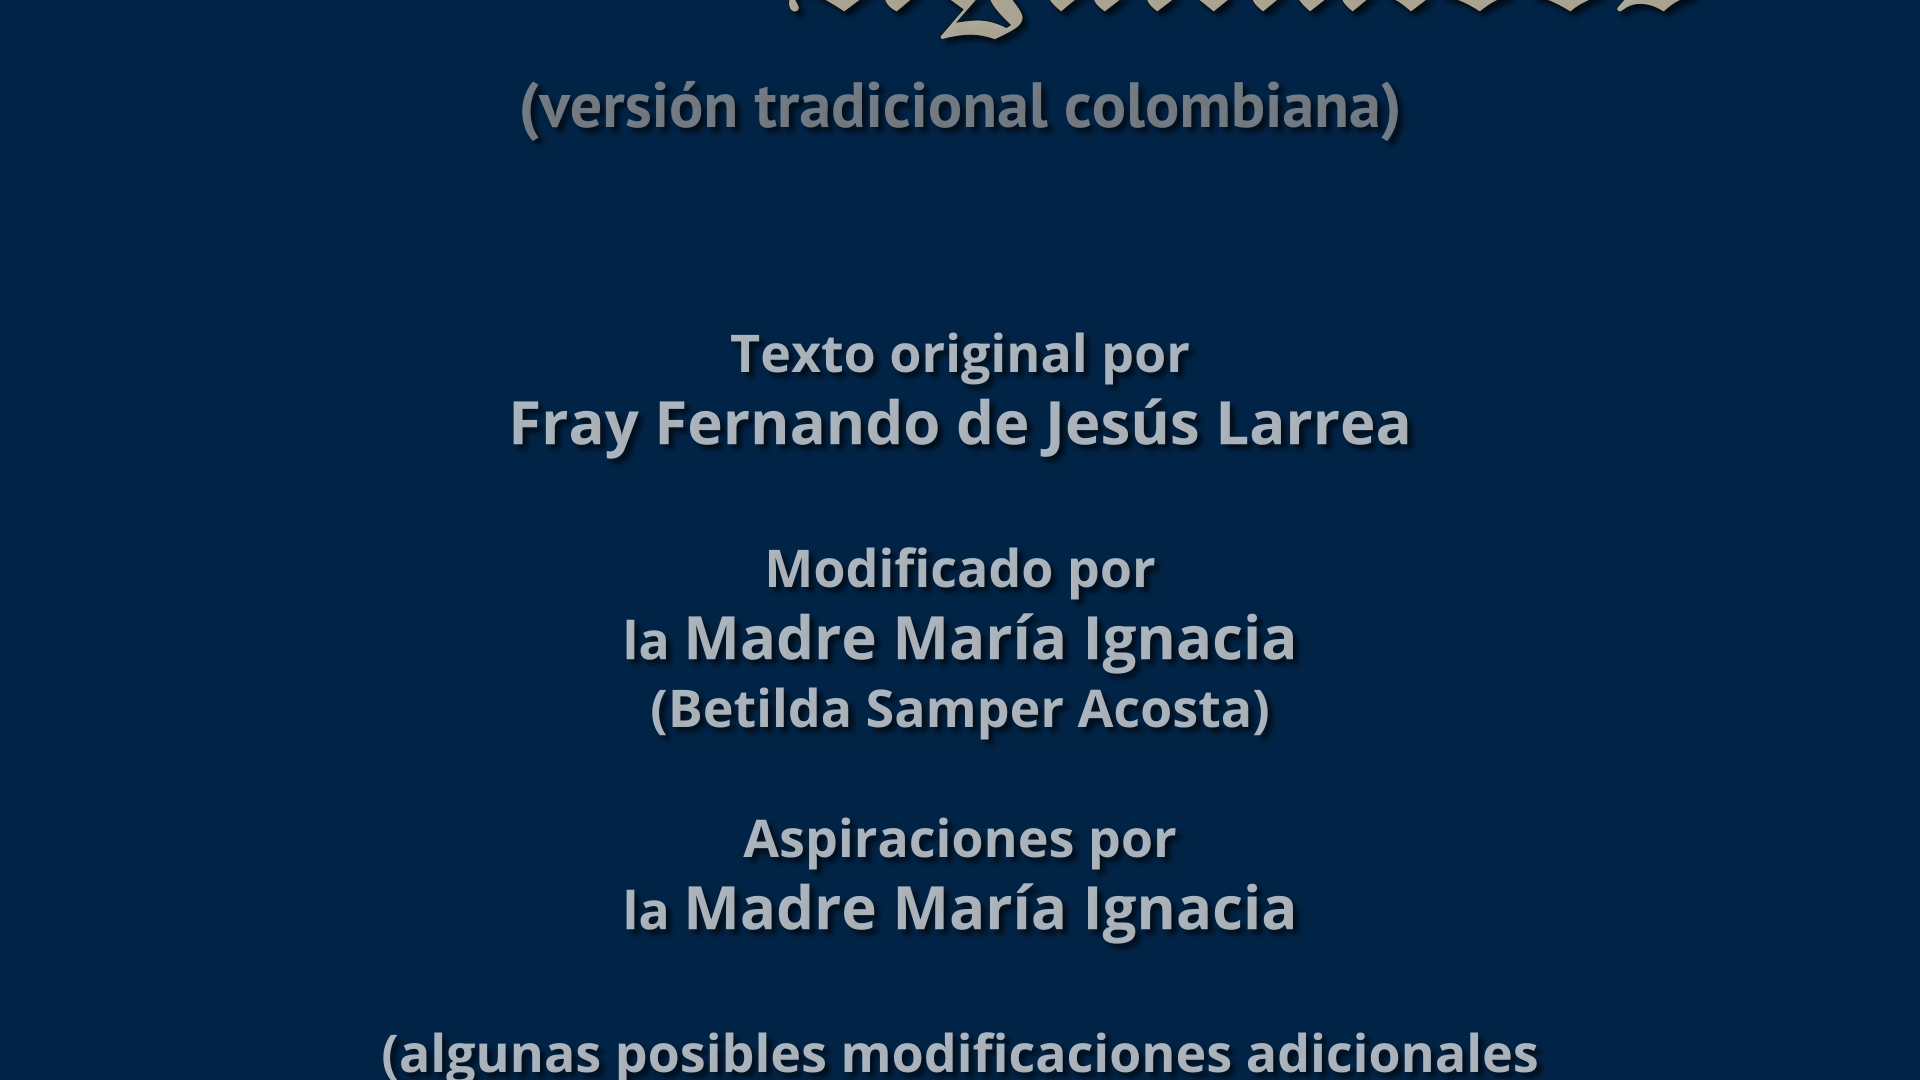 (versión tradicional colombiana)
Texto original por
Fray Fernando de Jesús Larrea
Modificado por
la Madre María Ignacia
(Betilda Samper Acosta)
Aspiraciones por
la Madre María Ignacia
(algunas posibles modificaciones adicionales